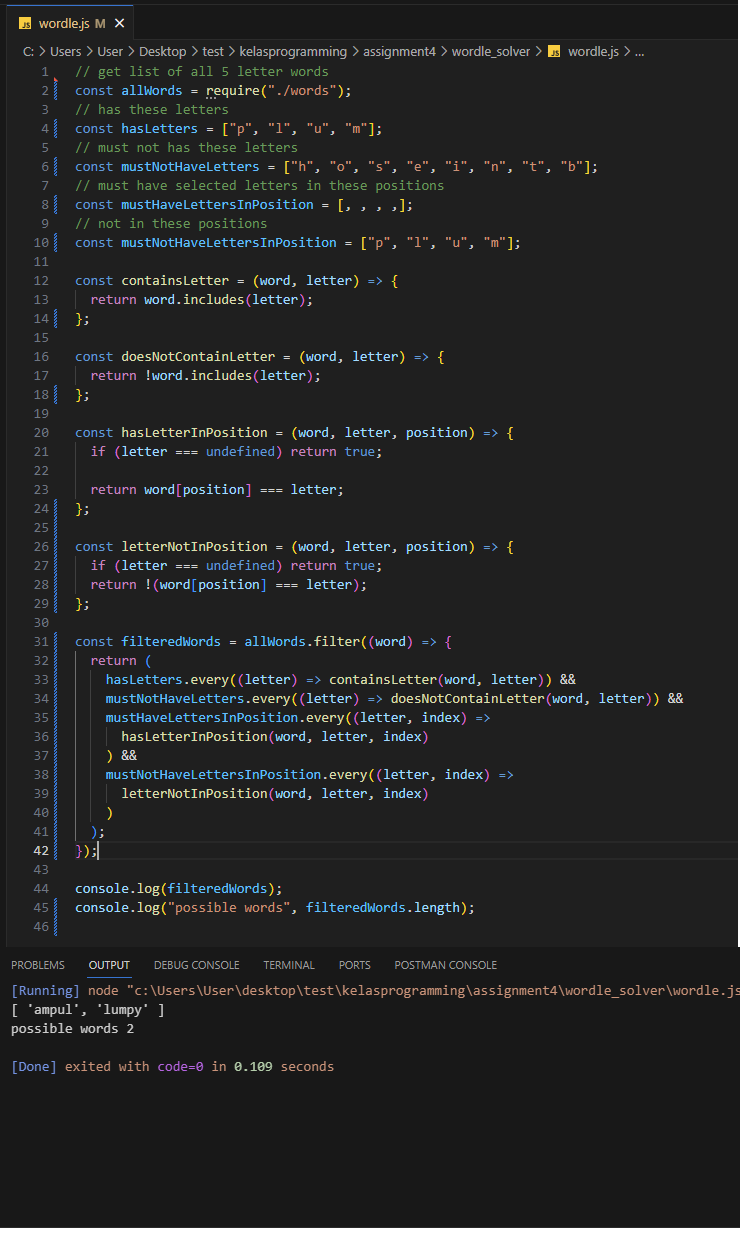 JS wordle.js M ×
C: > Users > User > Desktop > test > kelasprogramming > assignment4 > wordle_solver > JS wordle.js > ...
1 // get list of all 5 letter words
2 const allWords = require("./words");
3 // has these letters
4 const hasLetters = ["p", "l", "u", "m"];
5 // must not has these letters
6 const mustNotHaveLetters = ["h", "o", "s", "e", "i", "n", "t", "b"];
7 // must have selected letters in these positions
8 const mustHaveLettersInPosition = [, , , ,];
9 // not in these positions
10 const mustNotHaveLettersInPosition = ["p", "l", "u", "m"];
11
12 const containsLetter = (word, letter) => {
13   return word.includes(letter);
14 };
15
16 const doesNotContainLetter = (word, letter) => {
17   return !word.includes(letter);
18 };
19
20 const hasLetterInPosition = (word, letter, position) => {
21   if (letter === undefined) return true;
22
23   return word[position] === letter;
24 };
25
26 const letterNotInPosition = (word, letter, position) => {
27   if (letter === undefined) return true;
28   return !(word[position] === letter);
29 };
30
31 const filteredWords = allWords.filter((word) => {
32   return (
33     hasLetters.every((letter) => containsLetter(word, letter)) &&
34     mustNotHaveLetters.every((letter) => doesNotContainLetter(word, letter)) &&
35     mustHaveLettersInPosition.every((letter, index) =>
36       hasLetterInPosition(word, letter, index)
37     ) &&
38     mustNotHaveLettersInPosition.every((letter, index) =>
39       letterNotInPosition(word, letter, index)
40     )
41   );
42 });
43
44 console.log(filteredWords);
45 console.log("possible words", filteredWords.length);
46
PROBLEMS OUTPUT DEBUG CONSOLE TERMINAL PORTS POSTMAN CONSOLE
[Running] node "c:\Users\User\desktop\test\kelasprogramming\assignment4\wordle_solver\wordle.js
[ 'ampul', 'lumpy' ]
possible words 2
[Done] exited with code=0 in 0.109 seconds